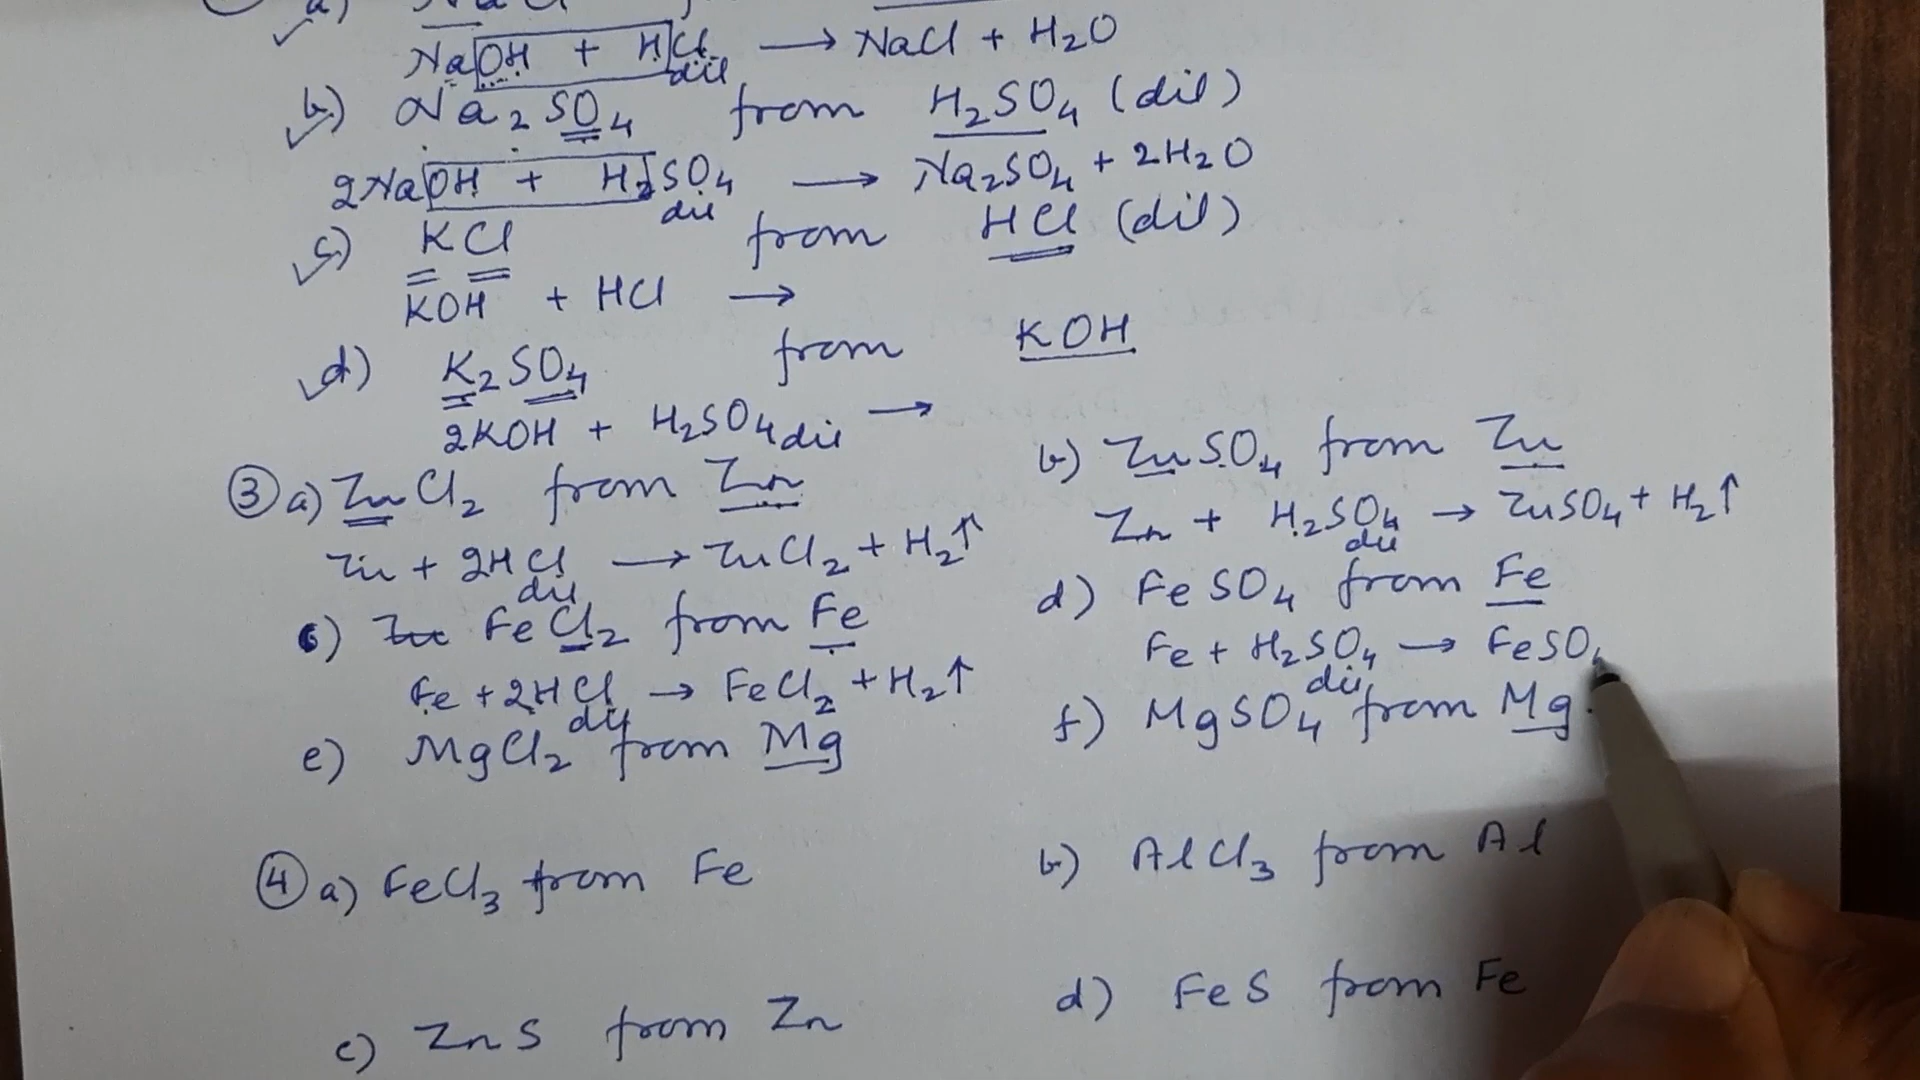 NaOH + HCl dil → NaCl + H2O
b) Na2SO4 from H2SO4 (dil)
2NaOH + H2SO4 dil → Na2SO4 + 2H2O
c) KCl from HCl (dil)
KOH + HCl →
d) K2SO4 from KOH
2KOH + H2SO4 dil →
③ a) ZnCl2 from Zn
Zn + 2HCl dil → ZnCl2 + H2↑
b) ZnSO4 from Zn
Zn + H2SO4 dil → ZnSO4 + H2↑
c) FeCl2 from Fe
Fe + 2HCl dil → FeCl2 + H2↑
d) FeSO4 from Fe
Fe + H2SO4 dil → FeSO4
e) MgCl2 from Mg
f) MgSO4 from Mg
④ a) FeCl3 from Fe
b) AlCl3 from Al
c) ZnS from Zn
d) FeS from Fe